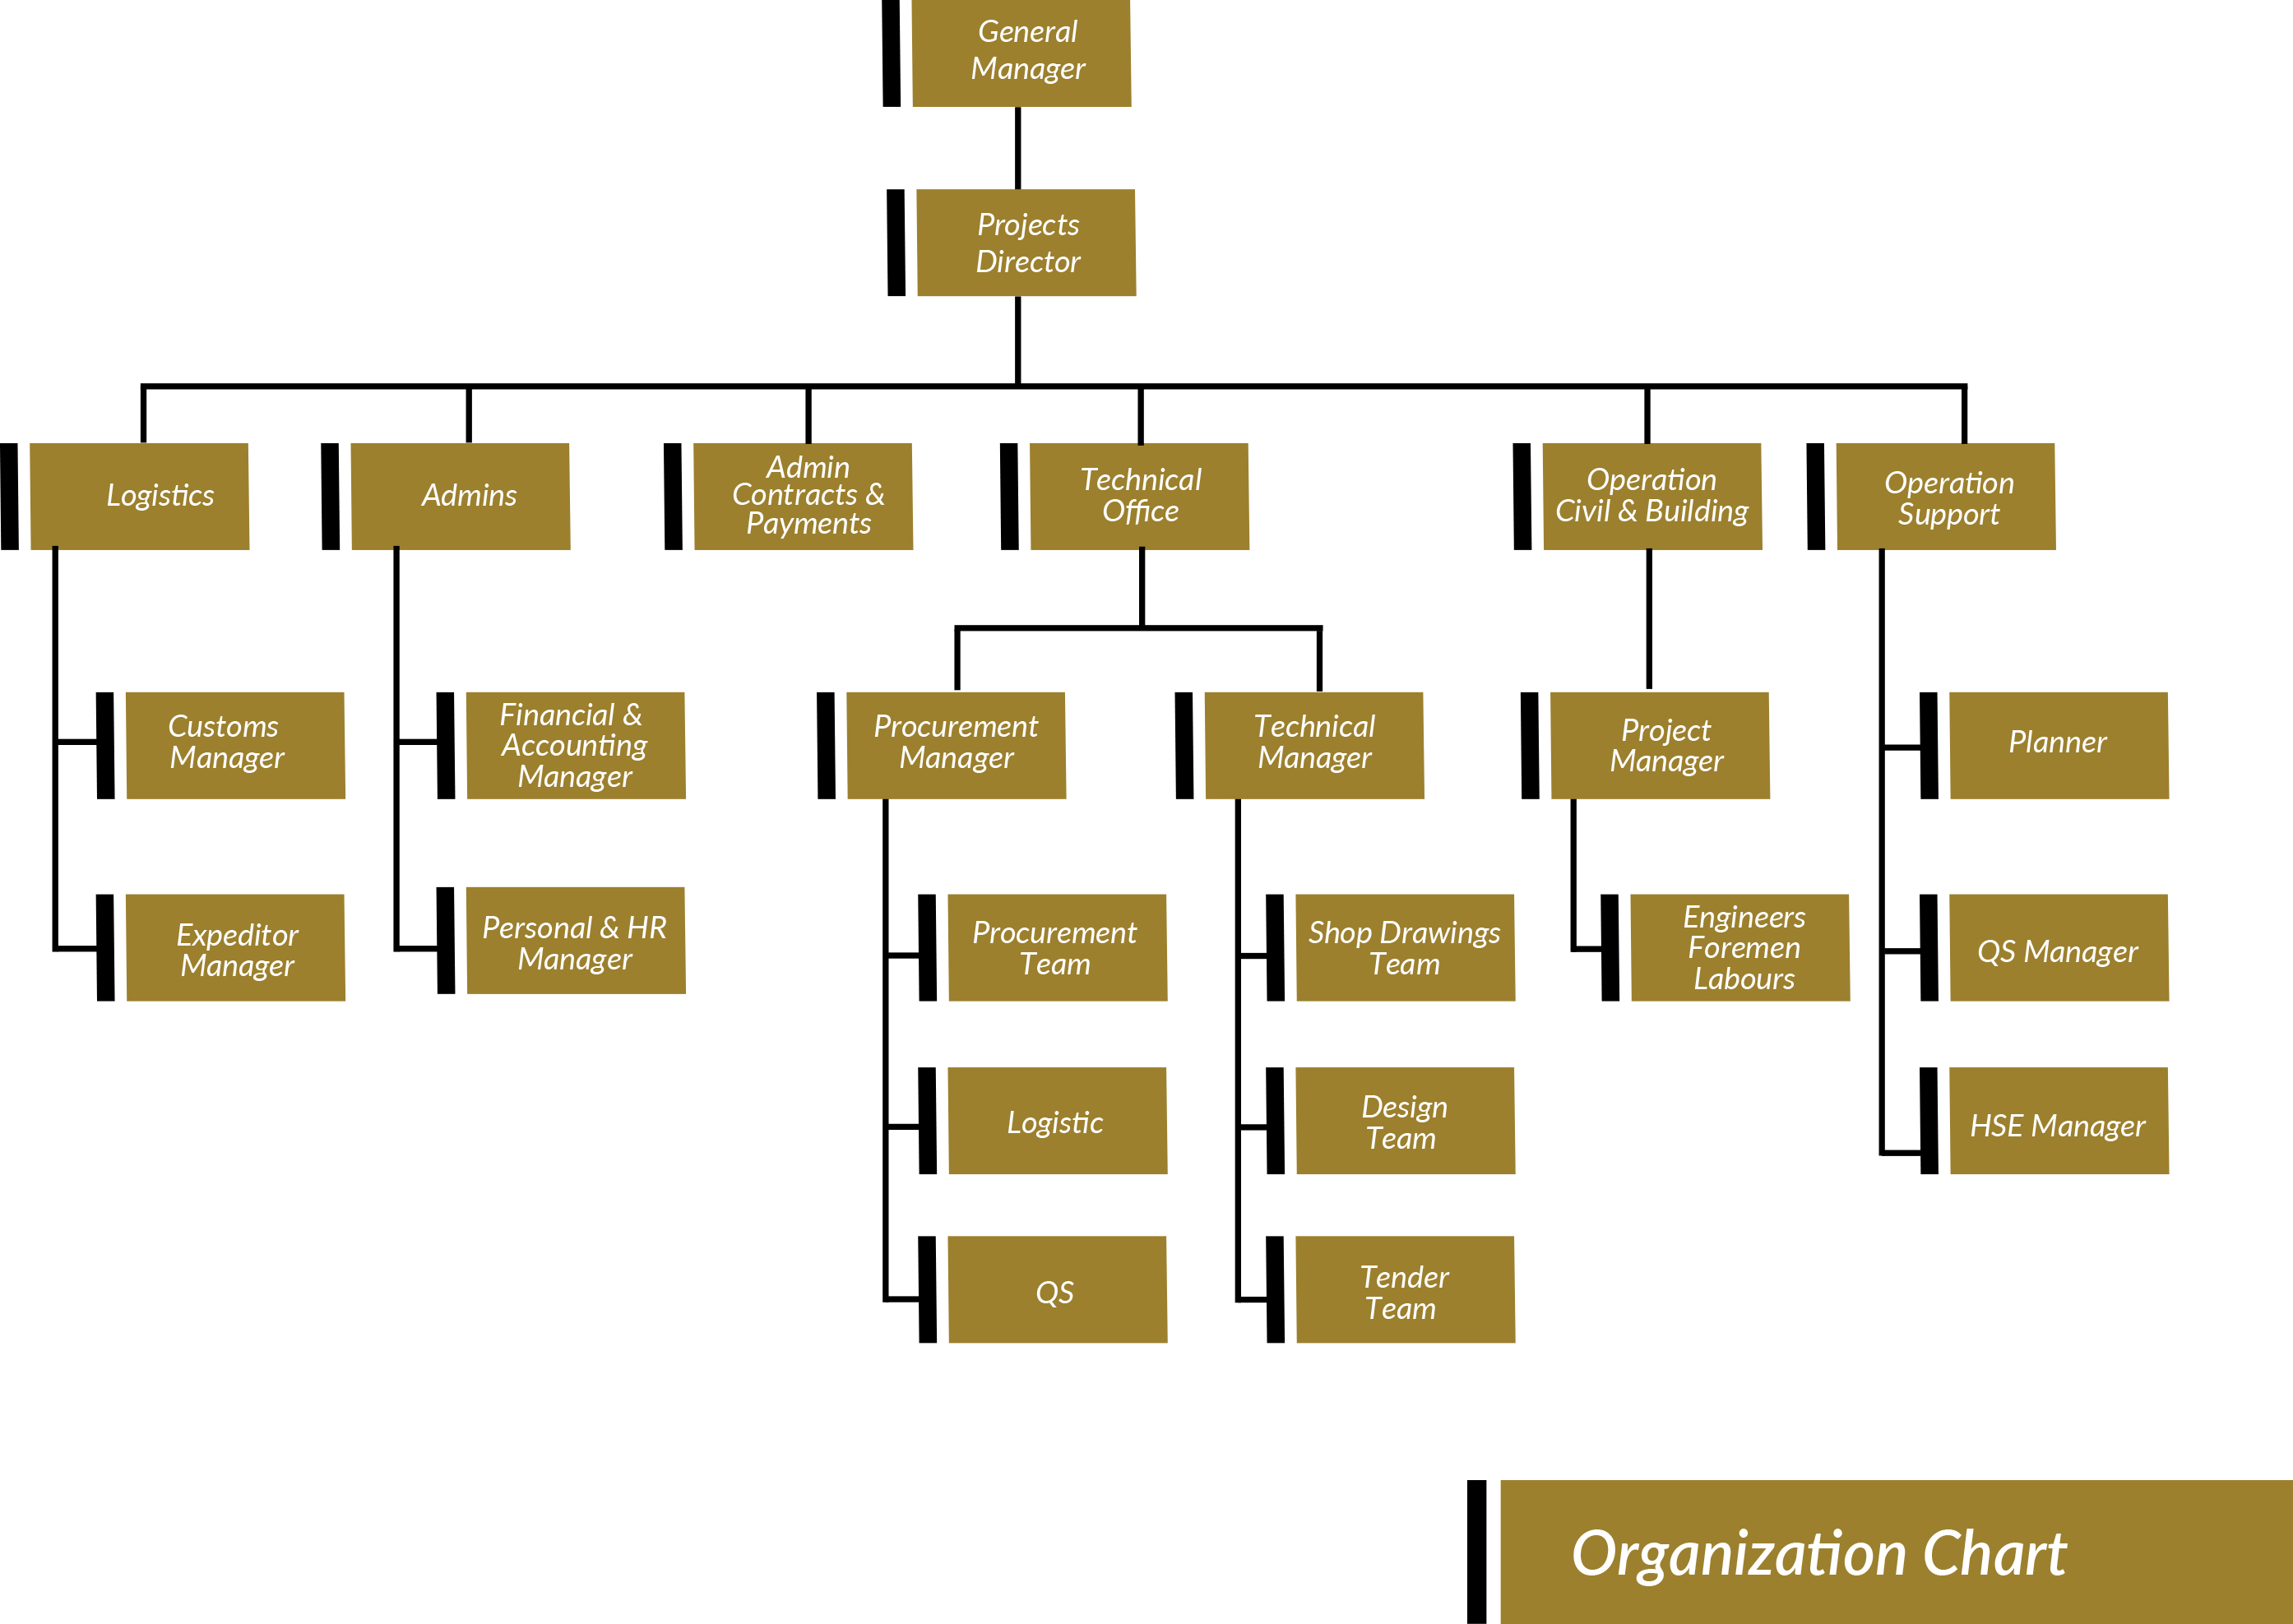 General
Manager
Projects
Director
Logistics
Admins
Admin
Contracts &
Payments
Technical
Office
Operation
Civil & Building
Operation
Support
Customs
Manager
Financial &
Accounting
Manager
Procurement
Manager
Technical
Manager
Project
Manager
Planner
Expeditor
Manager
Personal & HR
Manager
Procurement
Team
Shop Drawings
Team
Engineers
Foremen
Labours
QS Manager
Logistic
Design
Team
HSE Manager
QS
Tender
Team
Organization Chart